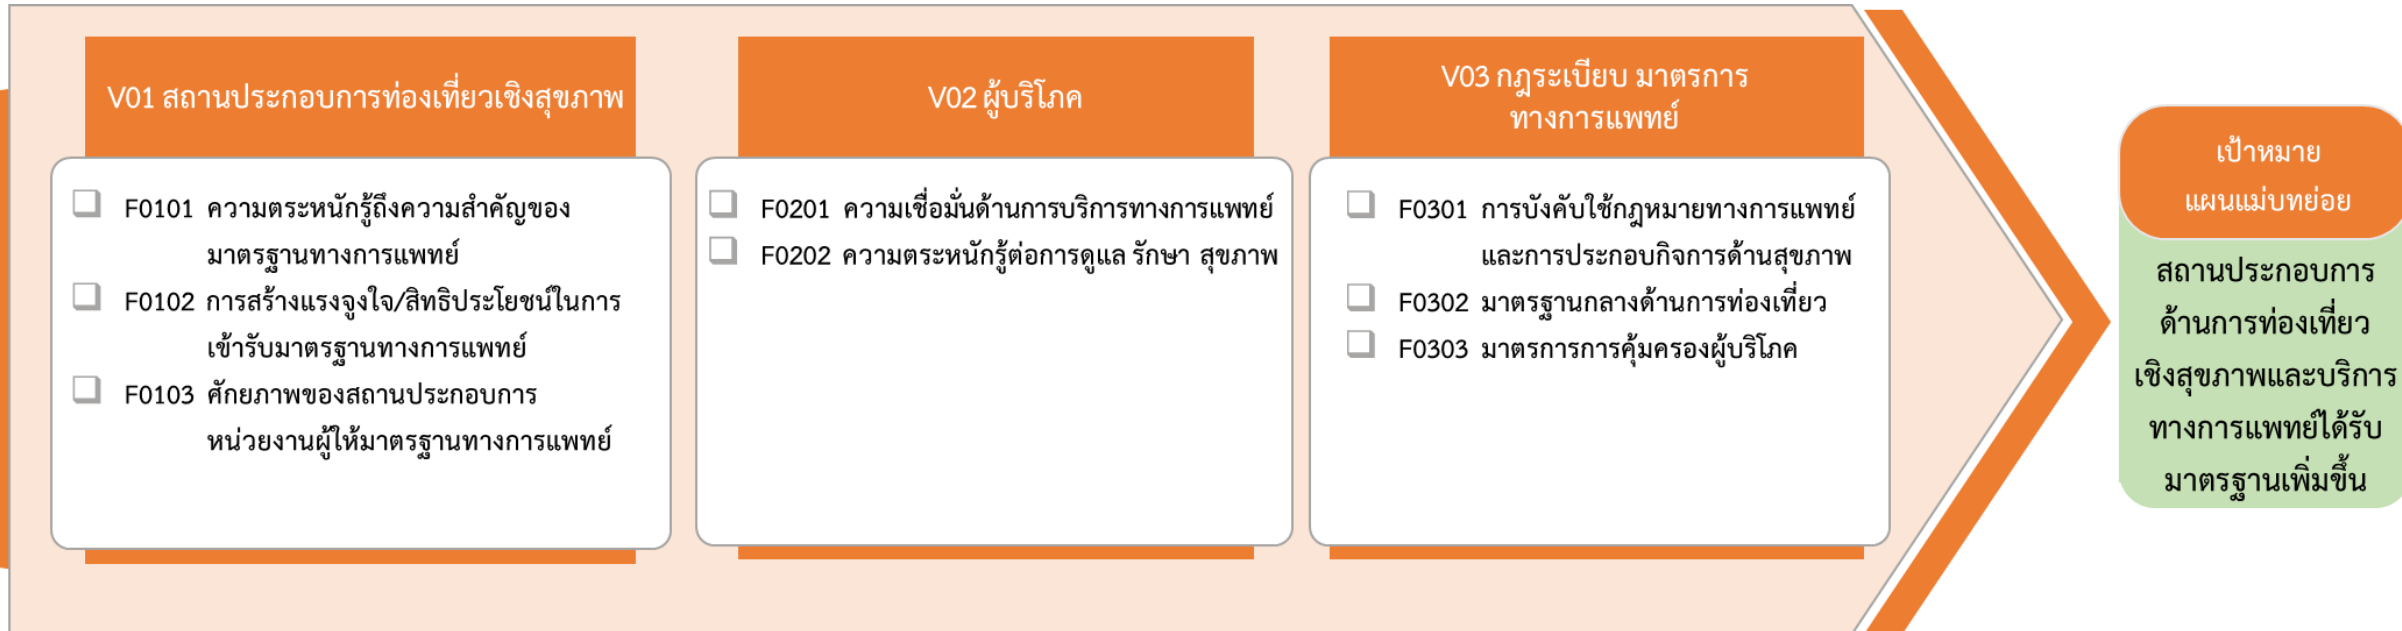 V01 สถานประกอบการท่องเที่ยวเชิงสุขภาพ
F0101 ความตระหนักรู้ถึงความสำคัญของ
มาตรฐานทางการแพทย์
F0102 การสร้างแรงจูงใจ/สิทธิประโยชน์ในการ
เข้ารับมาตรฐานทางการแพทย์
F0103 ศักยภาพของสถานประกอบการ
หน่วยงานผู้ให้มาตรฐานทางการแพทย์
V02 ผู้บริโภค
F0201 ความเชื่อมั่นด้านการบริการทางการแพทย์
F0202 ความตระหนักรู้ต่อการดูแล รักษา สุขภาพ
V03 กฎระเบียบ มาตรการ
ทางการแพทย์
F0301 การบังคับใช้กฎหมายทางการแพทย์
และการประกอบกิจการด้านสุขภาพ
F0302 มาตรฐานกลางด้านการท่องเที่ยว
F0303 มาตรการการคุ้มครองผู้บริโภค
เป้าหมาย
แผนแม่บทย่อย
สถานประกอบการ
ด้านการท่องเที่ยว
เชิงสุขภาพและบริการ
ทางการแพทย์ได้รับ
มาตรฐานเพิ่มขึ้น